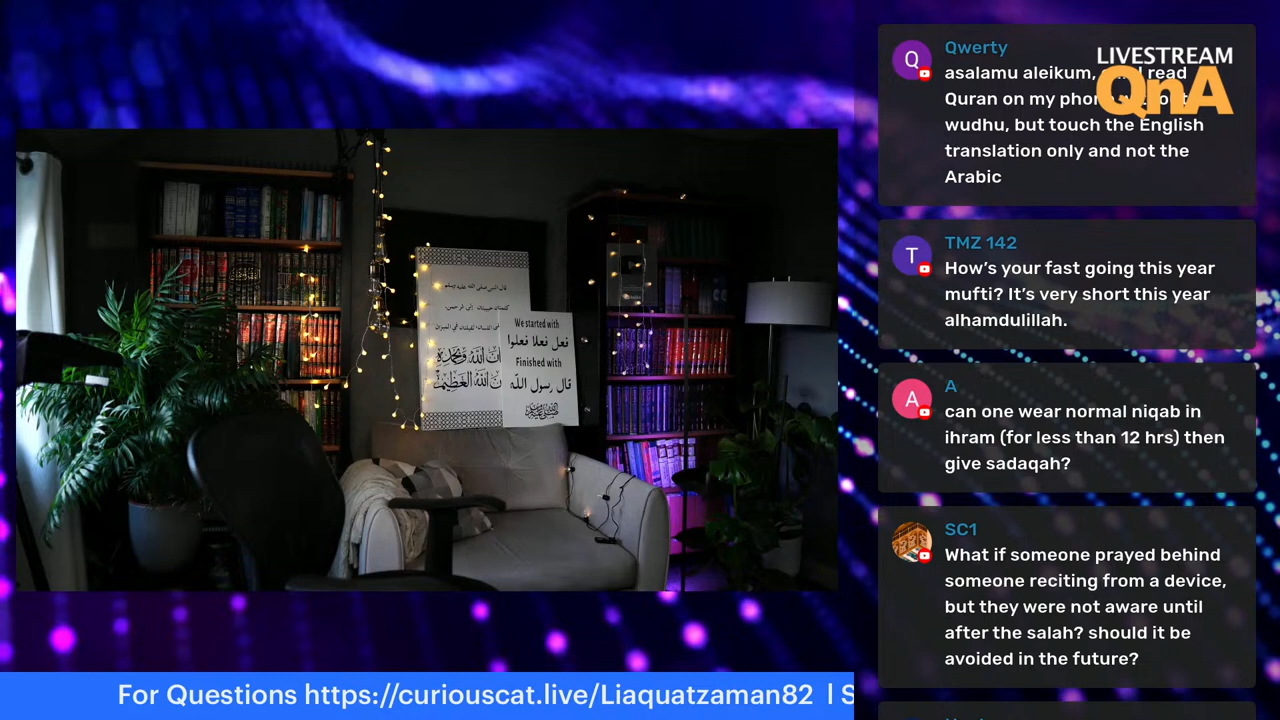 Qwerty
asalamu aleikum, read
Quran on my
wudhu, but touch the English
translation only and not the
Arabic
LIVESTREAM
QnA
TMZ 142
How's your fast going this year
mufti? It's very short this year
alhamdulillah.
A
can one wear normal niqab in
ihram (for less than 12 hrs) then
give sadaqah?
SC1
What if someone prayed behind
someone reciting from a device,
but they were not aware until
after the salah? should it be
avoided in the future?
We started with
فعل فعلا فعلوا
Finished with
قال رسول الله
For Questions https://curiouscat.live/Liaquatzaman82 | S